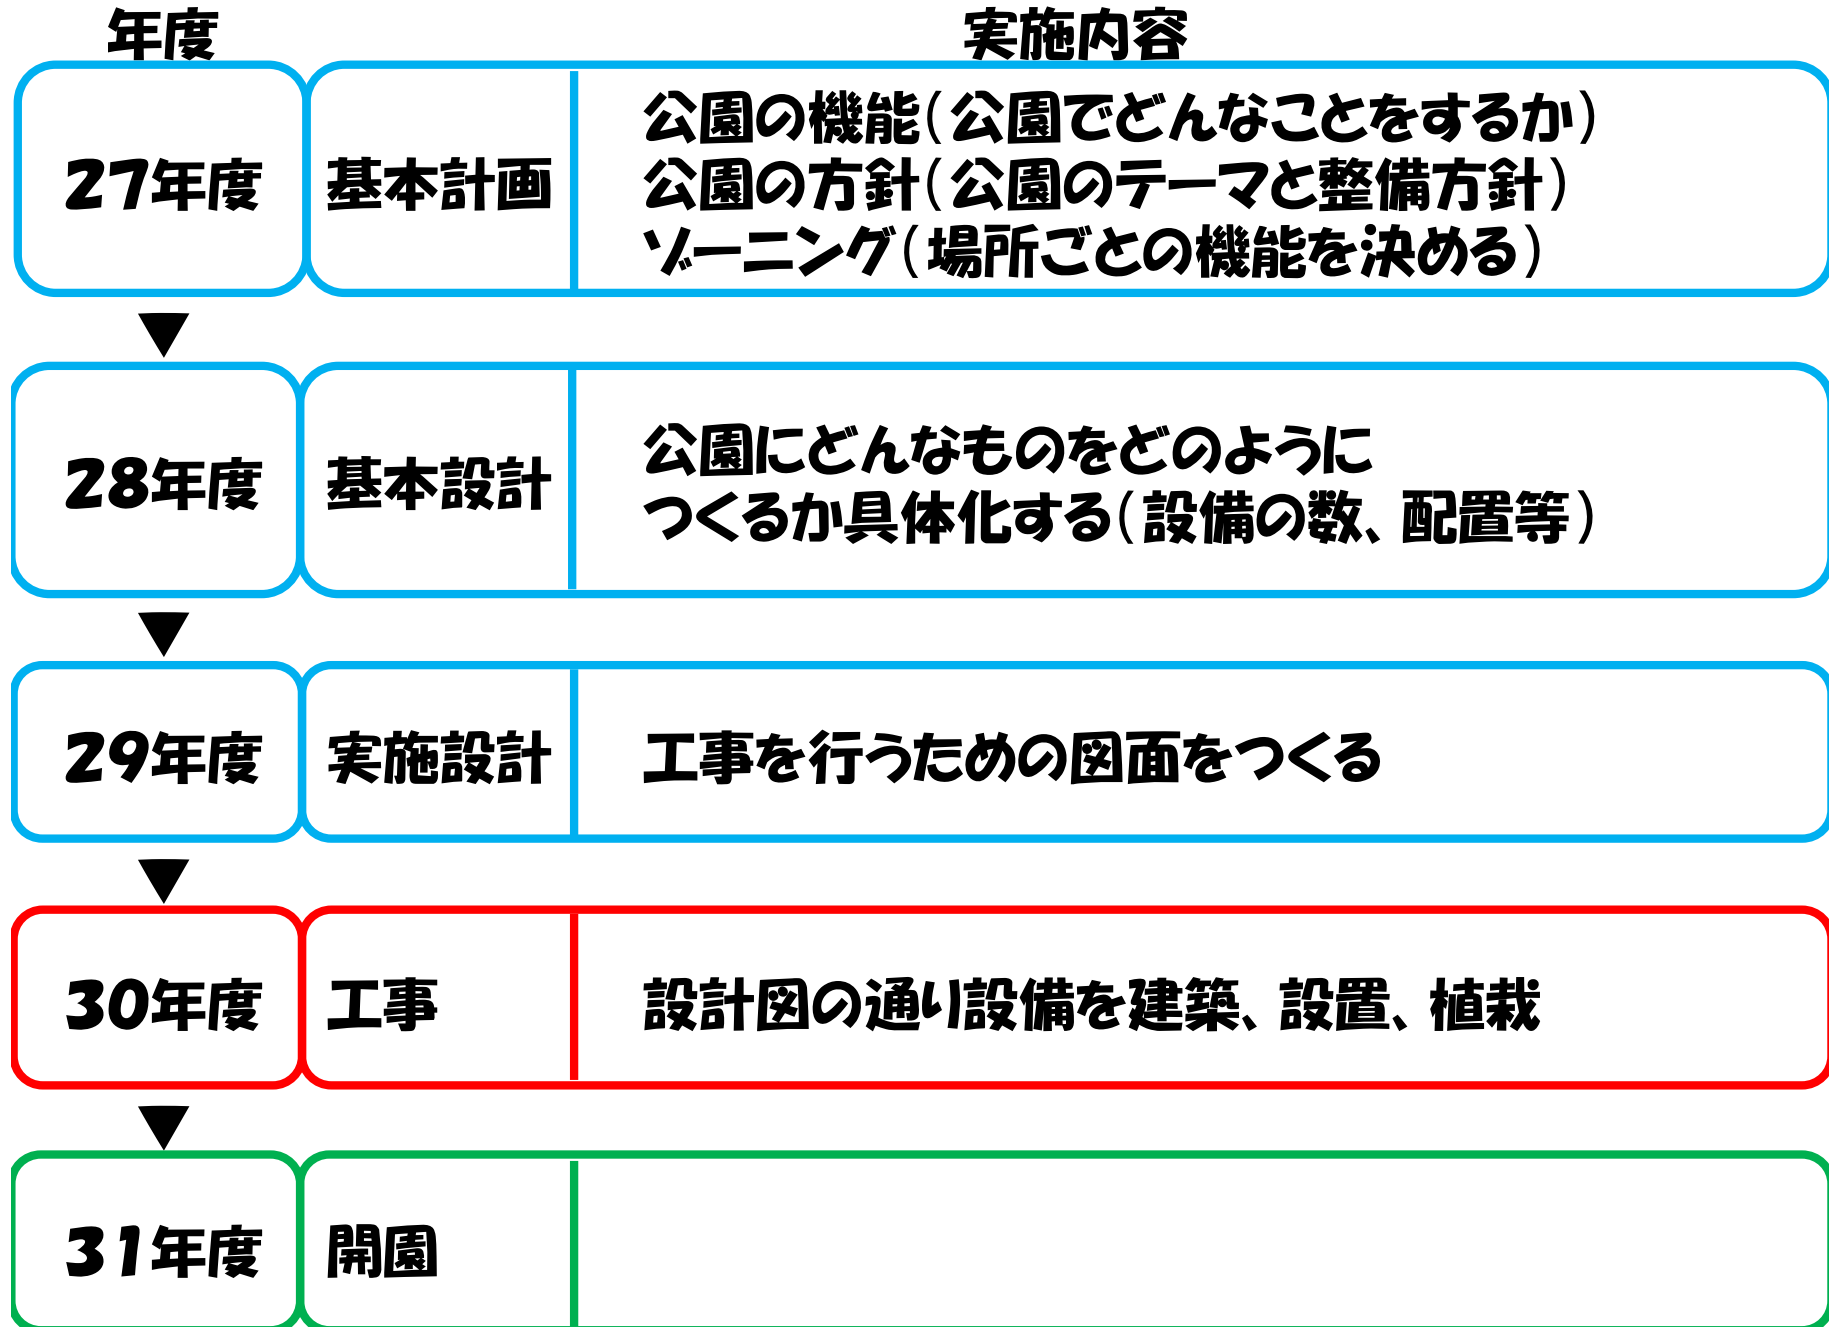 年度 実施内容
27年度 基本計画
公園の機能(公園でどんなことをするか)
公園の方針(公園のテーマと整備方針)
ゾーニング(場所ごとの機能を決める)
▼
28年度 基本設計
公園にどんなものをどのように
つくるか具体化する(設備の数、配置等)
▼
29年度 実施設計 工事を行うための図面をつくる
▼
30年度 工事 設計図の通り設備を建築、設置、植栽
▼
31年度 開園